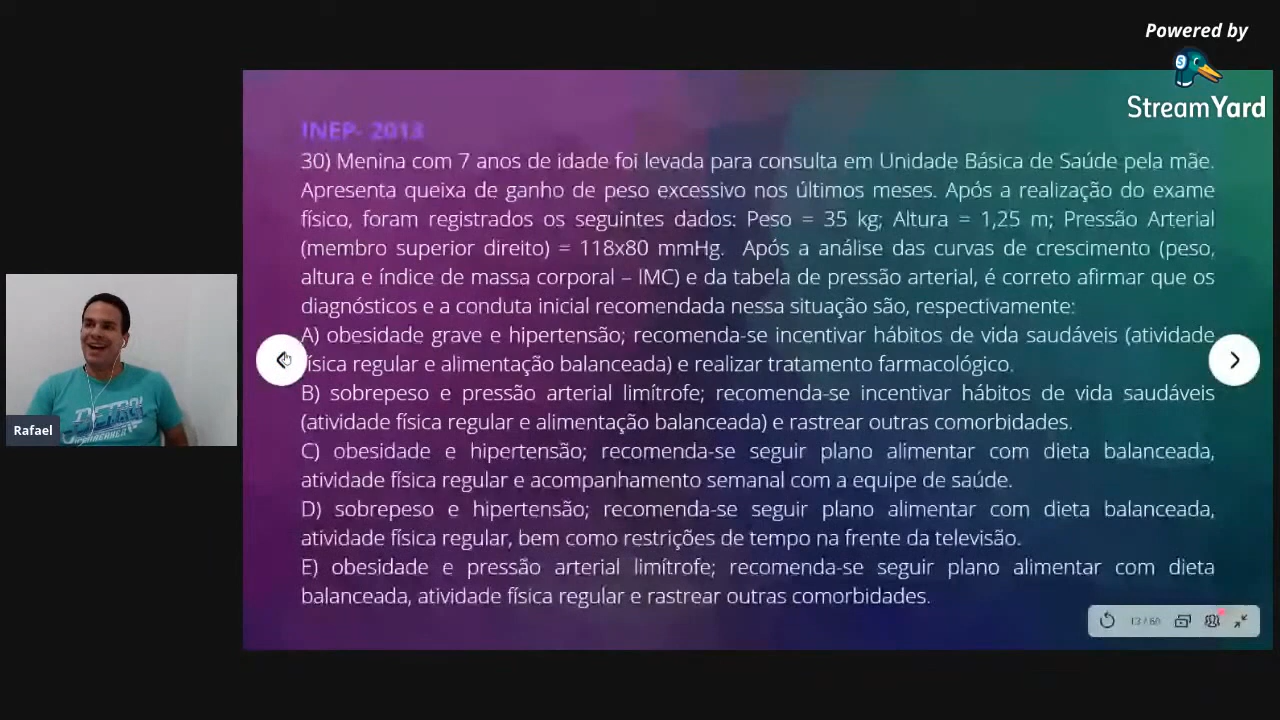 Powered by
StreamYard
INEP- 2013
30) Menina com 7 anos de idade foi levada para consulta em Unidade Básica de Saúde pela mãe.
Apresenta queixa de ganho de peso excessivo nos últimos meses. Após a realização do exame
físico, foram registrados os seguintes dados: Peso = 35 kg; Altura = 1,25 m; Pressão Arterial
(membro superior direito) = 118x80 mmHg. Após a análise das curvas de crescimento (peso,
altura e índice de massa corporal – IMC) e da tabela de pressão arterial, é correto afirmar que os
diagnósticos e a conduta inicial recomendada nessa situação são, respectivamente:
A) obesidade grave e hipertensão; recomenda-se incentivar hábitos de vida saudáveis (atividade
física regular e alimentação balanceada) e realizar tratamento farmacológico.
B) sobrepeso e pressão arterial limítrofe; recomenda-se incentivar hábitos de vida saudáveis
(atividade física regular e alimentação balanceada) e rastrear outras comorbidades.
C) obesidade e hipertensão; recomenda-se seguir plano alimentar com dieta balanceada,
atividade física regular e acompanhamento semanal com a equipe de saúde.
D) sobrepeso e hipertensão; recomenda-se seguir plano alimentar com dieta balanceada,
atividade física regular, bem como restrições de tempo na frente da televisão.
E) obesidade e pressão arterial limítrofe; recomenda-se seguir plano alimentar com dieta
balanceada, atividade física regular e rastrear outras comorbidades.
Rafael
13 / 60